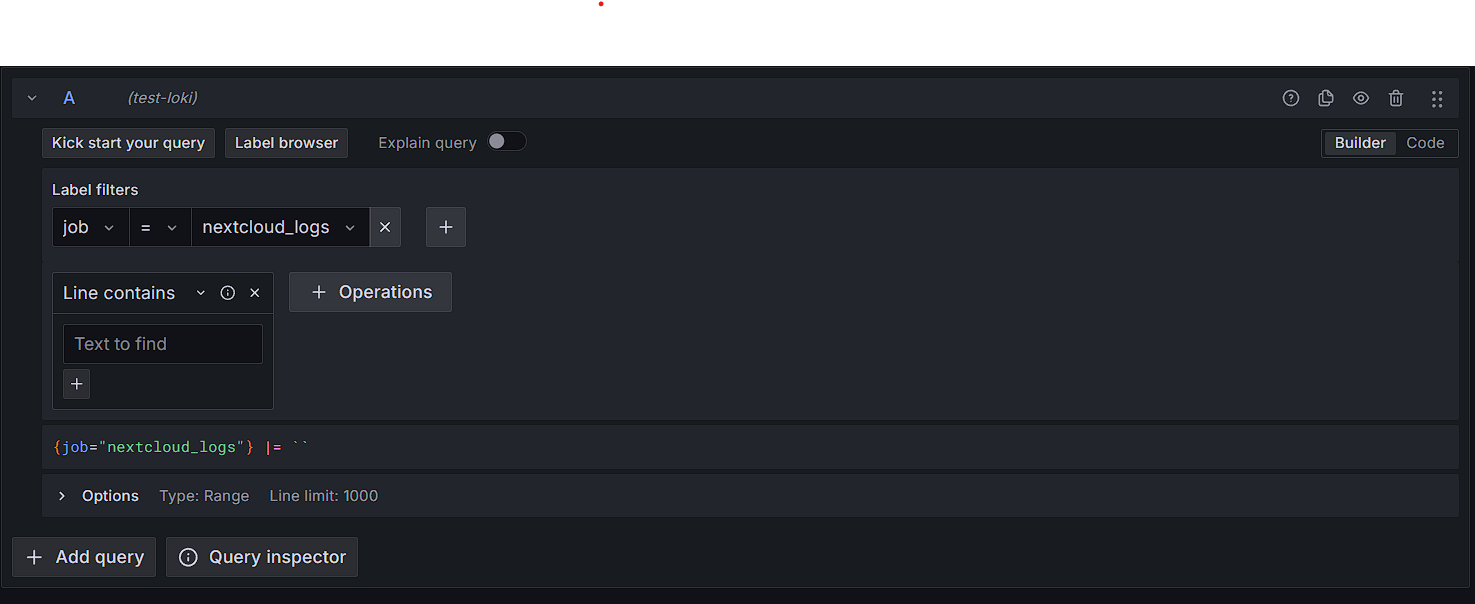 A (test-loki)
Kick start your query Label browser Explain query Builder Code
Label filters
job = nextcloud_logs
Line contains Operations
Text to find
{job="nextcloud_logs"} |= ``
Options Type: Range Line limit: 1000
Add query Query inspector